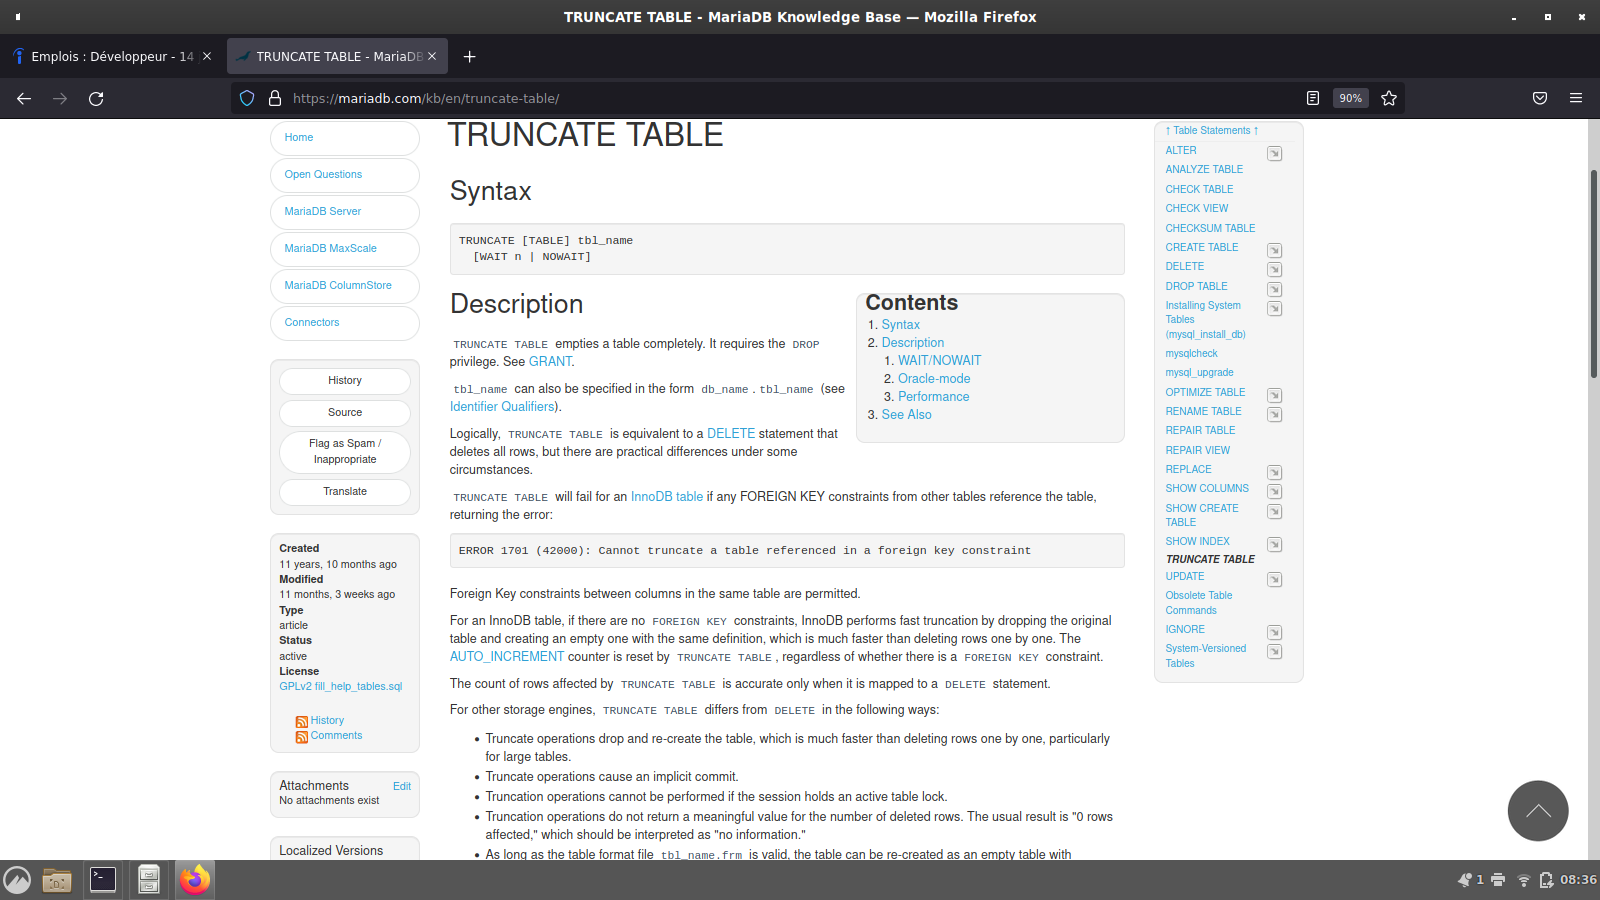 TRUNCATE TABLE - MariaDB Knowledge Base — Mozilla Firefox
Emplois : Développeur - 14
TRUNCATE TABLE - MariaDB
https://mariadb.com/kb/en/truncate-table/
90%
Home
Open Questions
MariaDB Server
MariaDB MaxScale
MariaDB ColumnStore
Connectors
History
Source
Flag as Spam /
Inappropriate
Translate
Created
11 years, 10 months ago
Modified
11 months, 3 weeks ago
Type
article
Status
active
License
GPLv2 fill_help_tables.sql
History
Comments
Attachments
Edit
No attachments exist
Localized Versions
TRUNCATE TABLE
Syntax
TRUNCATE [TABLE] tbl_name
[WAIT n | NOWAIT]
Description
TRUNCATE TABLE empties a table completely. It requires the DROP
privilege. See GRANT.
tbl_name can also be specified in the form db_name.tbl_name (see
Identifier Qualifiers).
Logically, TRUNCATE TABLE is equivalent to a DELETE statement that
deletes all rows, but there are practical differences under some
circumstances.
Contents
1. Syntax
2. Description
1. WAIT/NOWAIT
2. Oracle-mode
3. Performance
3. See Also
TRUNCATE TABLE will fail for an InnoDB table if any FOREIGN KEY constraints from other tables reference the table,
returning the error:
ERROR 1701 (42000): Cannot truncate a table referenced in a foreign key constraint
Foreign Key constraints between columns in the same table are permitted.
For an InnoDB table, if there are no FOREIGN KEY constraints, InnoDB performs fast truncation by dropping the original
table and creating an empty one with the same definition, which is much faster than deleting rows one by one. The
AUTO_INCREMENT counter is reset by TRUNCATE TABLE, regardless of whether there is a FOREIGN KEY constraint.
The count of rows affected by TRUNCATE TABLE is accurate only when it is mapped to a DELETE statement.
For other storage engines, TRUNCATE TABLE differs from DELETE in the following ways:
• Truncate operations drop and re-create the table, which is much faster than deleting rows one by one, particularly
for large tables.
• Truncate operations cause an implicit commit.
• Truncation operations cannot be performed if the session holds an active table lock.
• Truncation operations do not return a meaningful value for the number of deleted rows. The usual result is "0 rows
affected," which should be interpreted as "no information."
• As long as the table format file tbl_name.frm is valid, the table can be re-created as an empty table with
↑ Table Statements ↑
ALTER
ANALYZE TABLE
CHECK TABLE
CHECK VIEW
CHECKSUM TABLE
CREATE TABLE
DELETE
DROP TABLE
Installing System
Tables
(mysql_install_db)
mysqlcheck
mysql_upgrade
OPTIMIZE TABLE
RENAME TABLE
REPAIR TABLE
REPAIR VIEW
REPLACE
SHOW COLUMNS
SHOW CREATE
TABLE
SHOW INDEX
TRUNCATE TABLE
UPDATE
Obsolete Table
Commands
IGNORE
System-Versioned
Tables
1
08:36